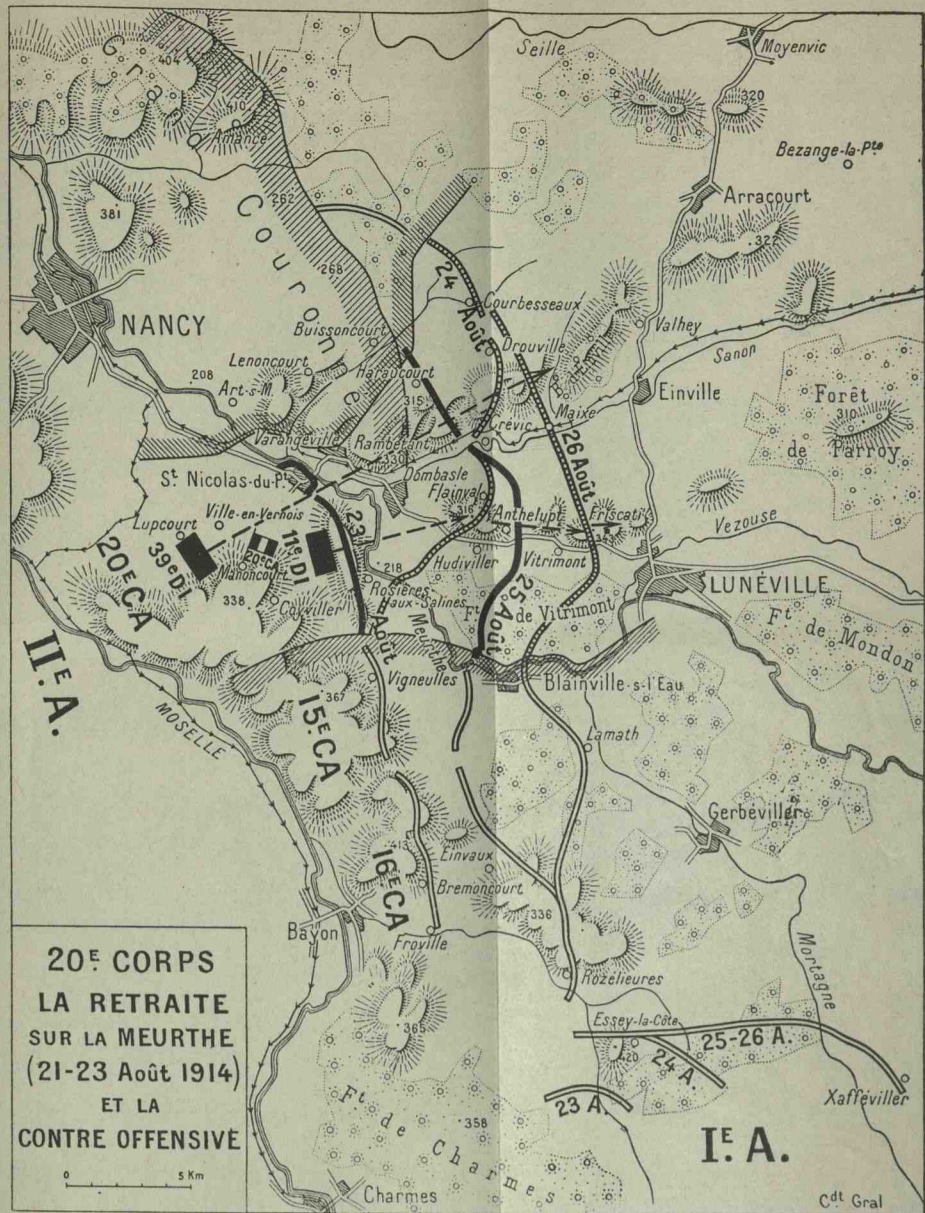 Grand
404
410
Amance
Seille
Moyenvic
320
Bezange-la-Pte
Arracourt
322
381
262
Couronné
268
24 Août
Courbesseaux
Valhey
Sanon
NANCY
Buissoncourt
Drouville
Lenoncourt
Haraucourt
208
Art-s-M.
315
Maixe
Einville
Forêt
310
de Parroy
Varangéville
Rambétant
330
Crévic
26 Août
St. Nicolas-du-Pt
Dombasle
Flainval
316
Anthelupt
Friscati
343
Vezouse
Lupcourt
Ville-en-Vermois
23 Août
39e DI
20e CA
11e DI
Manoncourt
20E CA
218
Hudiviller
Vitrimont
LUNÉVILLE
338
Coyviller
Rosières-
aux-Salines
Ft de Vitrimont
25 Août
Ft de Mondon
IIE. A.
Meurthe
MOSELLE
367
15E CA
Vigneulles
Blainville-s-l'Eau
Lamath
Gerbéviller
413
16E CA
Einvaux
Bremoncourt
336
Bayon
Froville
Rozelieures
Mortagne
365
Essey-la-Côte
420
25-26 A.
24 A.
23 A.
Xafféviller
358
Ft de Charmes
IE. A.
Charmes
20E CORPS
LA RETRAITE
SUR LA MEURTHE
(21-23 Août 1914)
ET LA
CONTRE OFFENSIVE
0 5 Km
Cdt Gral